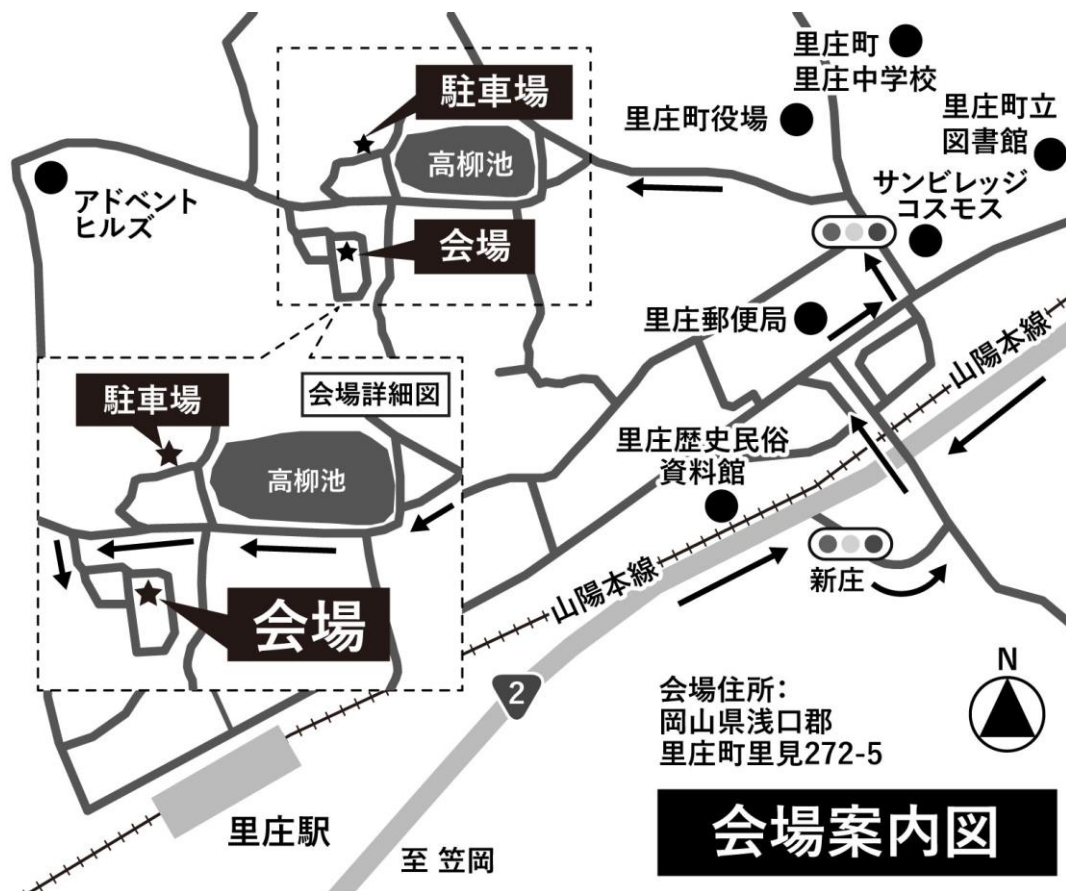 里庄町
里庄中学校
駐車場
里庄町役場
里庄町立
図書館
高柳池
サンビレッジ
コスモス
アドベント
ヒルズ
会場
里庄郵便局
山陽本線
会場詳細図
駐車場
里庄歴史民俗
資料館
高柳池
新庄
山陽本線
会場
2
N
会場住所：
岡山県浅口郡
里庄町里見272-5
里庄駅
至 笠岡
会場案内図